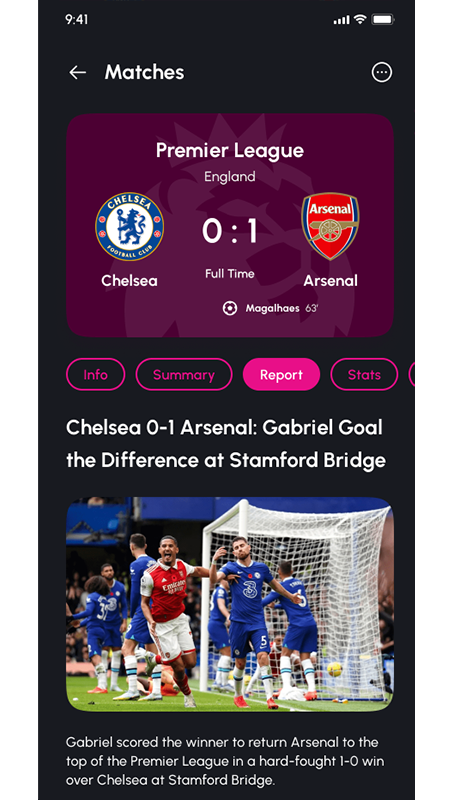 9:41
Matches
Premier League
England
CHELSEA
FOOTBALL CLUB
Arsenal
0 : 1
Chelsea
Full Time
Arsenal
Magalhaes 63'
Info
Summary
Report
Stats
Chelsea 0-1 Arsenal: Gabriel Goal
the Difference at Stamford Bridge
3
3
5
Gabriel scored the winner to return Arsenal to the
top of the Premier League in a hard-fought 1-0 win
over Chelsea at Stamford Bridge.